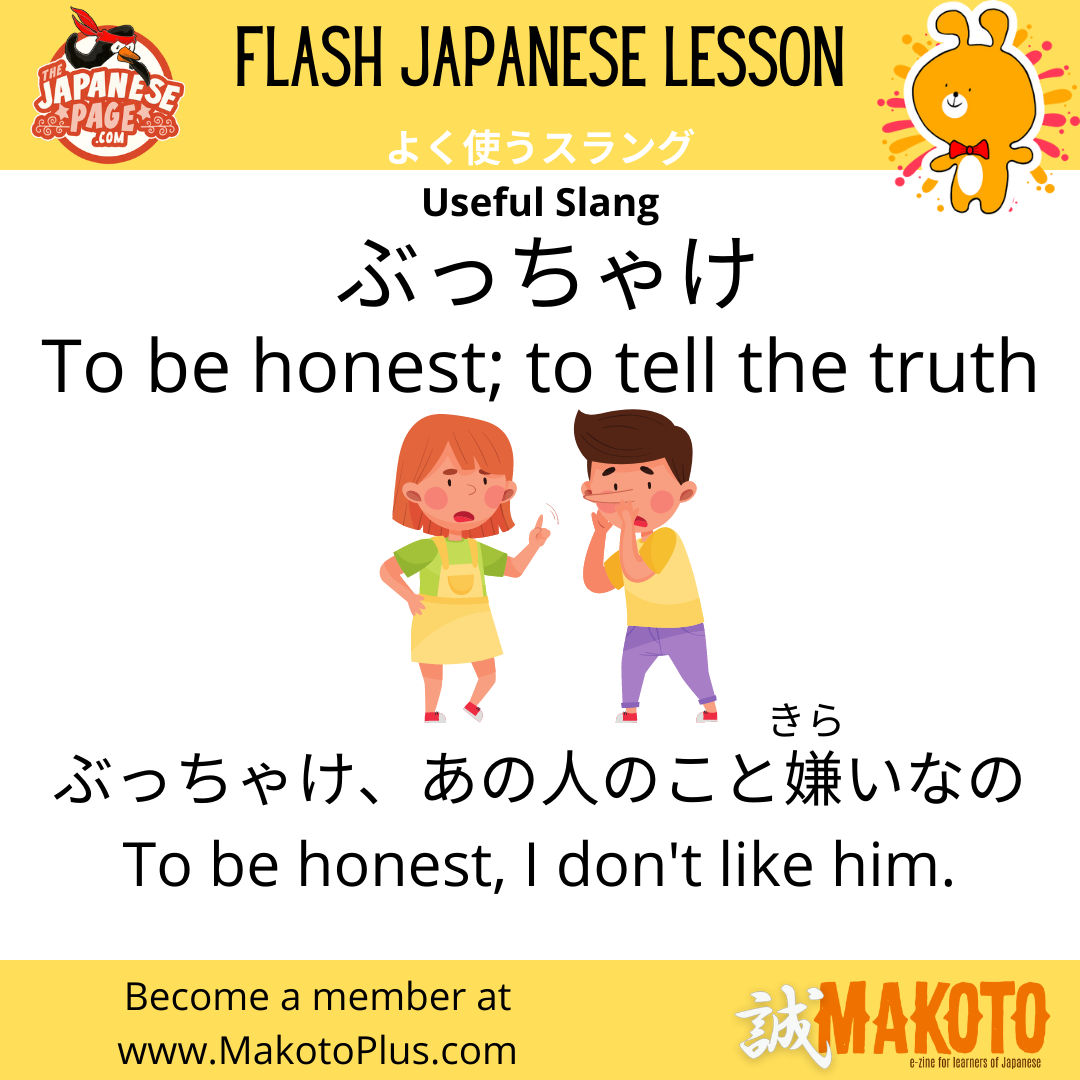 THE
JAPANESE
PAGE
.COM
FLASH JAPANESE LESSON
よく使うスラング
Useful Slang
ぶっちゃけ
To be honest; to tell the truth
きら
ぶっちゃけ、あの人のこと嫌いなの
To be honest, I don't like him.
Become a member at
www.MakotoPlus.com
誠MAKOTO
e-zine for learners of Japanese